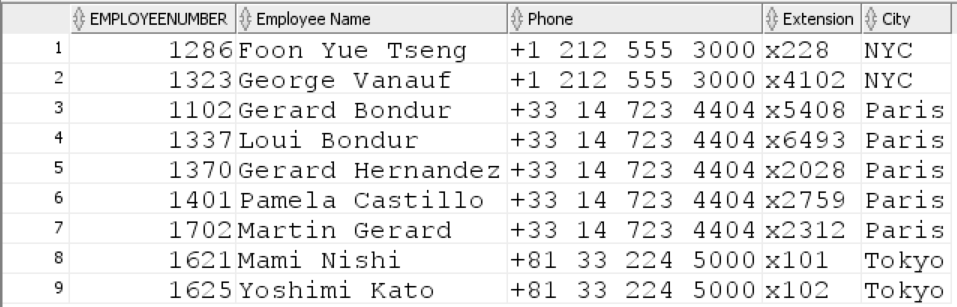 EMPLOYEENUMBER Employee Name Phone Extension City
1 1286 Foon Yue Tseng +1 212 555 3000 x228 NYC
2 1323 George Vanauf +1 212 555 3000 x4102 NYC
3 1102 Gerard Bondur +33 14 723 4404 x5408 Paris
4 1337 Loui Bondur +33 14 723 4404 x6493 Paris
5 1370 Gerard Hernandez +33 14 723 4404 x2028 Paris
6 1401 Pamela Castillo +33 14 723 4404 x2759 Paris
7 1702 Martin Gerard +33 14 723 4404 x2312 Paris
8 1621 Mami Nishi +81 33 224 5000 x101 Tokyo
9 1625 Yoshimi Kato +81 33 224 5000 x102 Tokyo